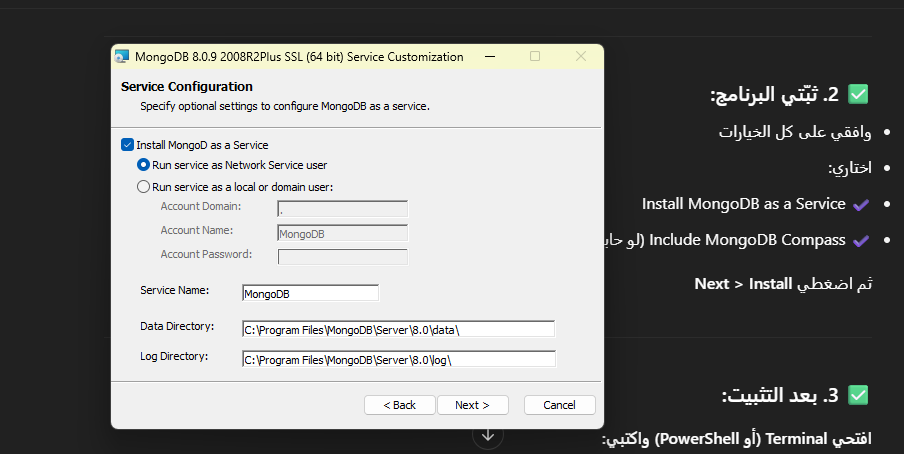 MongoDB 8.0.9 2008R2Plus SSL (64 bit) Service Customization
Service Configuration
Specify optional settings to configure MongoDB as a service.
Install MongoD as a Service
Run service as Network Service user
Run service as a local or domain user:
Account Domain:
.
Account Name:
MongoDB
Account Password:
Service Name:
MongoDB
Data Directory:
C:\Program Files\MongoDB\Server\8.0\data\
Log Directory:
C:\Program Files\MongoDB\Server\8.0\log\
< Back
Next >
Cancel
✅ 2. ثبّتي البرنامج:
• وافقي على كل الخيارات
• اختاري:
• ✔ Install MongoDB as a Service
• ✔ Include MongoDB Compass (لو
ثم اضغطي Next > Install
✅ 3. بعد التثبيت:
افتحي Terminal (أو PowerShell) واكتبي: